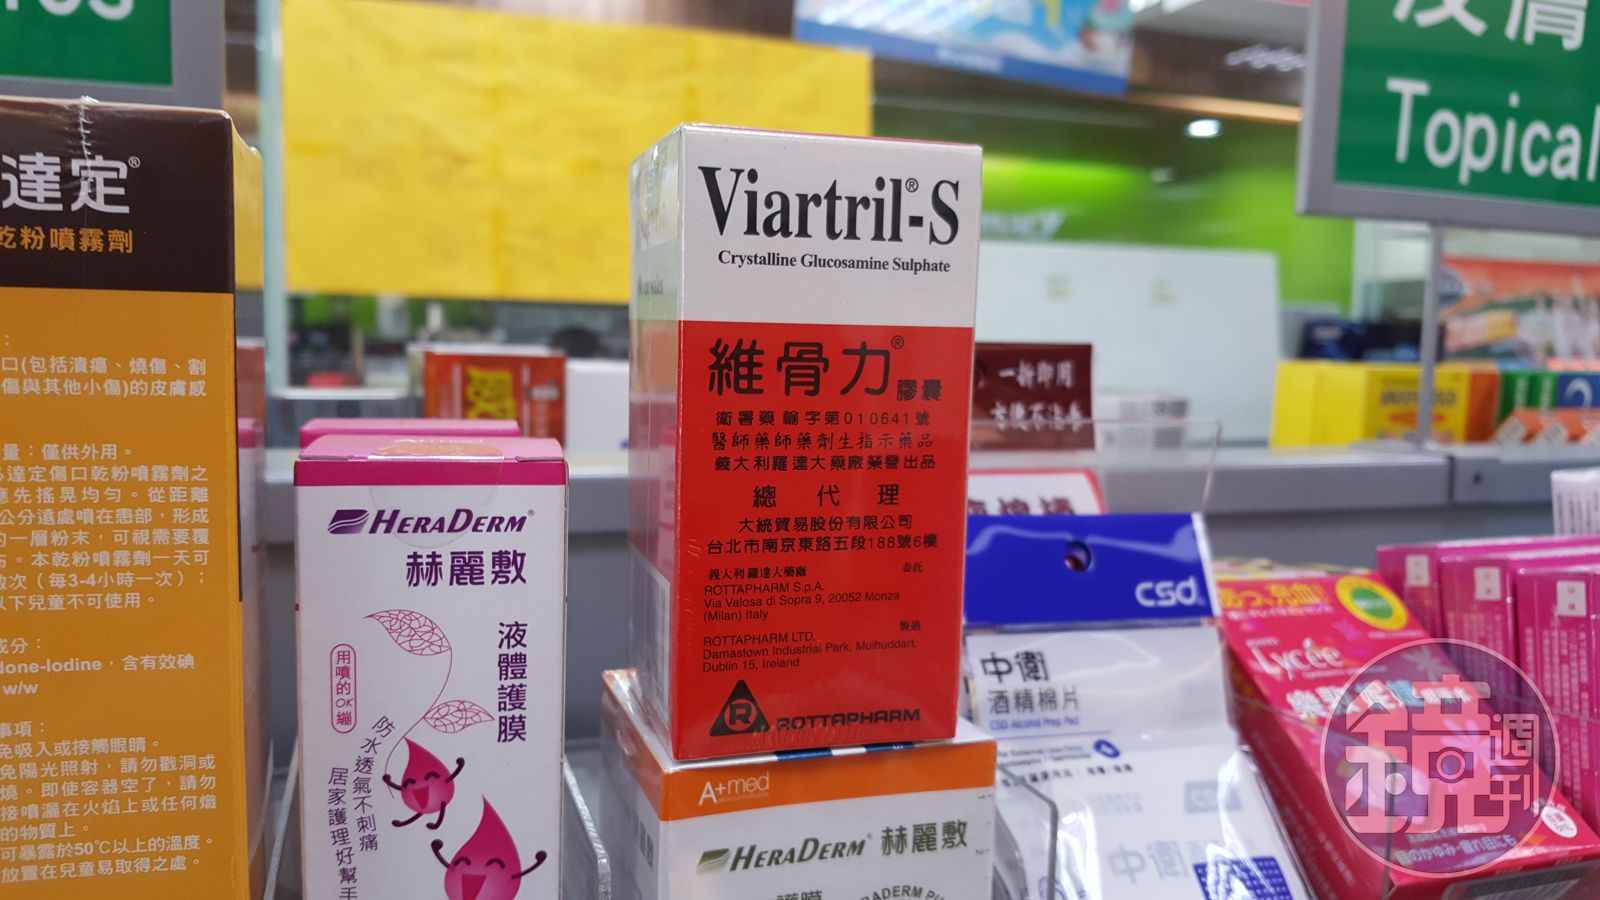 達定®
乾粉噴霧劑
口(包括潰瘍、燒傷、割
傷與其他小傷)的皮膚感
量：僅供外用。
達定傷口乾粉噴霧劑之
應先搖晃均勻。從距離
公分遠處噴在患部，形成
的一層粉末，可視需要覆
布。本乾粉噴霧劑一天可
數次（每3-4小時一次）；
以下兒童不可使用。
成分：
done-Iodine，含有效碘
w/w
事項：
免吸入或接觸眼睛。
免陽光照射，請勿戳洞或
燒。即使容器空了，請勿
接噴灑在火焰上或任何熾
的物質上。
可暴露於50℃以上的溫度。
放置在兒童易取得之處。
HERADERM®
赫麗敷
液體護膜
用噴的OK繃
防水透氣不刺痛
居家護理好幫手
Viartril®-S
Crystalline Glucosamine Sulphate
維骨力®膠囊
衛署藥輸字第010641號
醫師藥師藥劑生指示藥品
義大利羅達大藥廠榮譽出品
總代理
大統貿易股份有限公司
台北市南京東路五段188號6樓
義大利羅達大藥廠 委託
ROTTAPHARM S.p.A.
Via Valosa di Sopra 9, 20052 Monza
(Milan) Italy
製造
ROTTAPHARM LTD.
Damastown Industrial Park, Mulhuddart,
Dublin 15, Ireland
R ROTTAPHARM
A+med
HERADERM® 赫麗敷
皮膚
Topical
csd
中衛
酒精棉片
CSD Alcohol Prep Pad
中衛
Lycée
鏡週刊